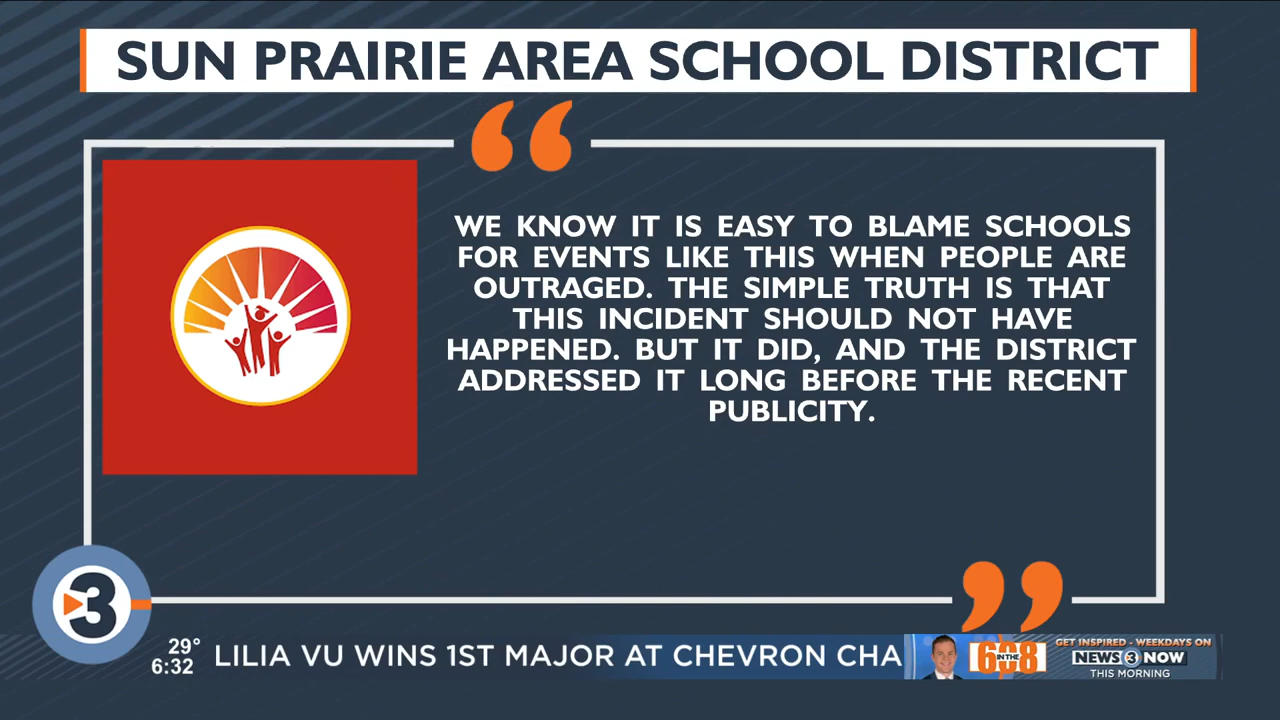 SUN PRAIRIE AREA SCHOOL DISTRICT
“
WE KNOW IT IS EASY TO BLAME SCHOOLS
FOR EVENTS LIKE THIS WHEN PEOPLE ARE
OUTRAGED. THE SIMPLE TRUTH IS THAT
THIS INCIDENT SHOULD NOT HAVE
HAPPENED. BUT IT DID, AND THE DISTRICT
ADDRESSED IT LONG BEFORE THE RECENT
PUBLICITY.
”
3
29°
6:32
LILIA VU WINS 1ST MAJOR AT CHEVRON CHA
608
IN THE
GET INSPIRED - WEEKDAYS ON
NEWS 3 NOW
THIS MORNING